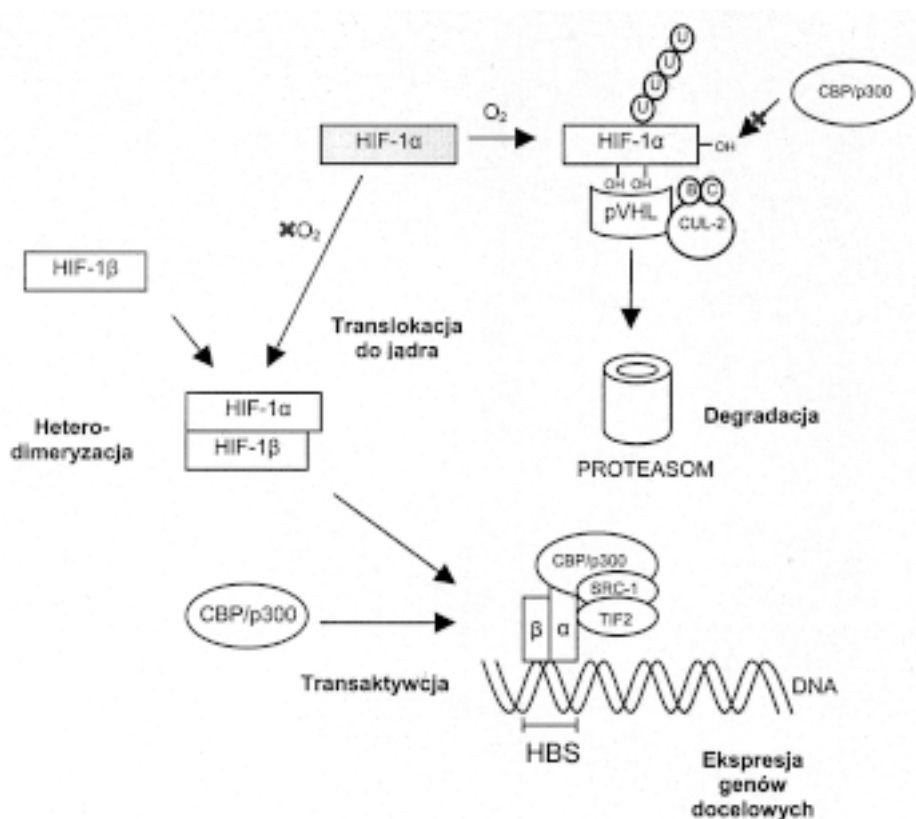 U
U
U
U
CBP/p300
O₂
HIF-1α
HIF-1α
OH
OH OH
pVHL
B C
CUL-2
✖O₂
HIF-1β
Translokacja
do jądra
HIF-1α
HIF-1β
Hetero-
dimeryzacja
Degradacja
PROTEASOM
CBP/p300
SRC-1
TIF2
CBP/p300
β α
Transaktywcja
DNA
HBS
Ekspresja
genów
docelowych